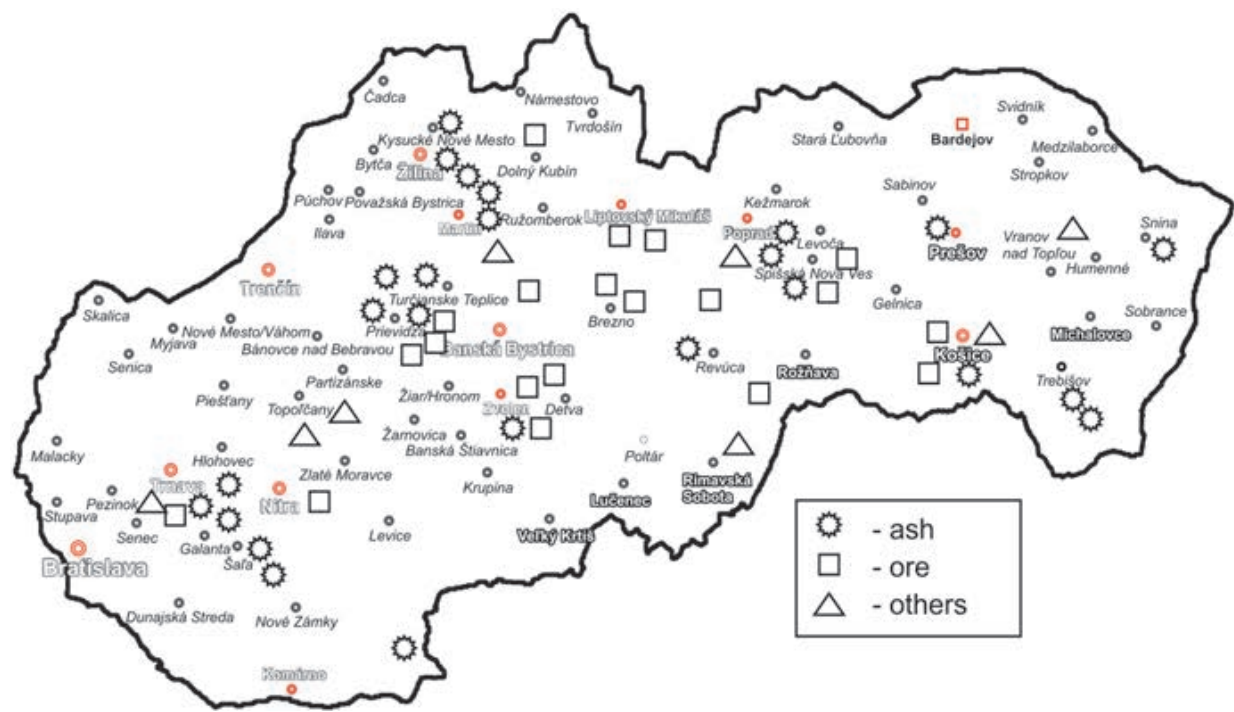 Čadca
Námestovo
Tvrdošín
Kysucké Nové Mesto
Stará Ľubovňa
Svidník
Bardejov
Medzilaborce
Bytča
Žilina
Dolný Kubín
Stropkov
Púchov
Považská Bystrica
Kežmarok
Sabinov
Ilava
Martin
Ružomberok
Liptovský Mikuláš
Poprad
Levoča
Prešov
Vranov
nad Topľou
Snina
Humenné
Trenčín
Spišská Nová Ves
Turčianske Teplice
Gelnica
Skalica
Nové Mesto/Váhom
Prievidza
Brezno
Sobrance
Myjava
Bánovce nad Bebravou
Banská Bystrica
Michalovce
Košice
Senica
Partizánske
Revúca
Rožňava
Trebišov
Piešťany
Topoľčany
Žiar/Hronom
Zvolen
Detva
Žarnovica
Banská Štiavnica
Malacky
Hlohovec
Zlaté Moravce
Poltár
Krupina
Rimavská
Sobota
Trnava
Nitra
Pezinok
Lučenec
Stupava
Senec
Levice
Veľký Krtíš
Galanta
Šaľa
Bratislava
Dunajská Streda
Nové Zámky
Komárno
- ash
- ore
- others